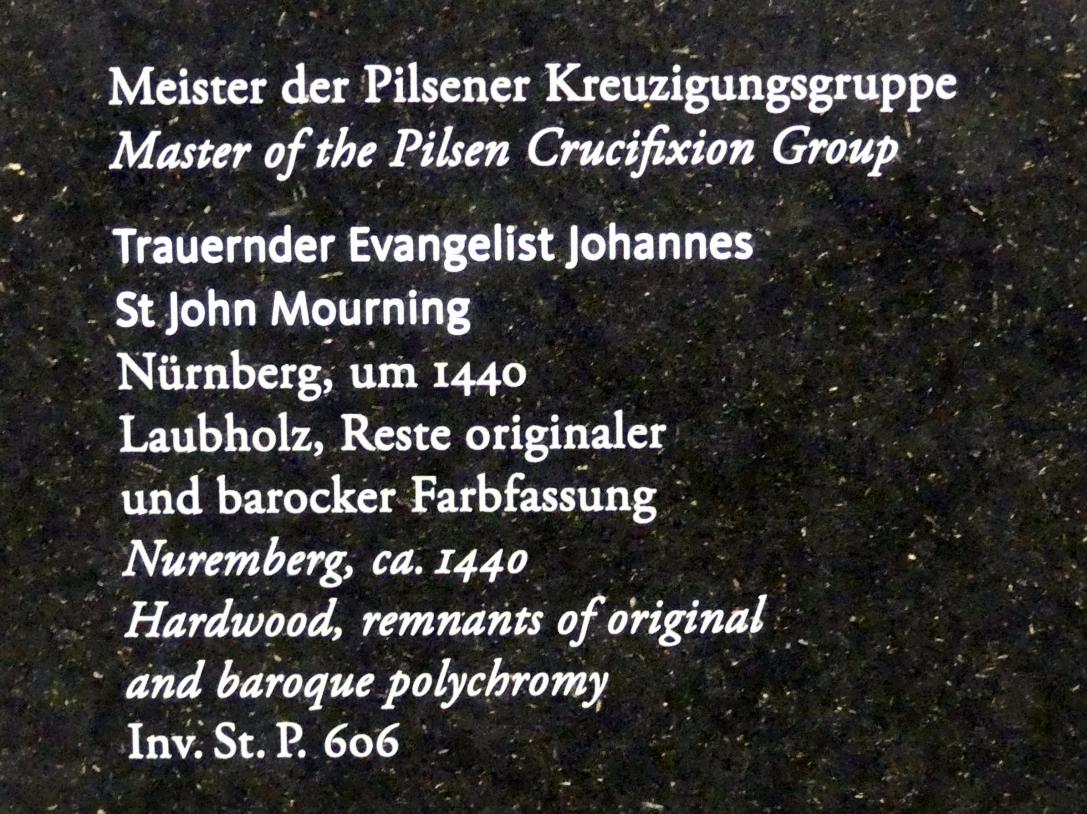 Meister der Pilsener Kreuzigungsgruppe
Master of the Pilsen Crucifixion Group
Trauernder Evangelist Johannes
St John Mourning
Nürnberg, um 1440
Laubholz, Reste originaler
und barocker Farbfassung
Nuremberg, ca. 1440
Hardwood, remnants of original
and baroque polychromy
Inv. St. P. 606